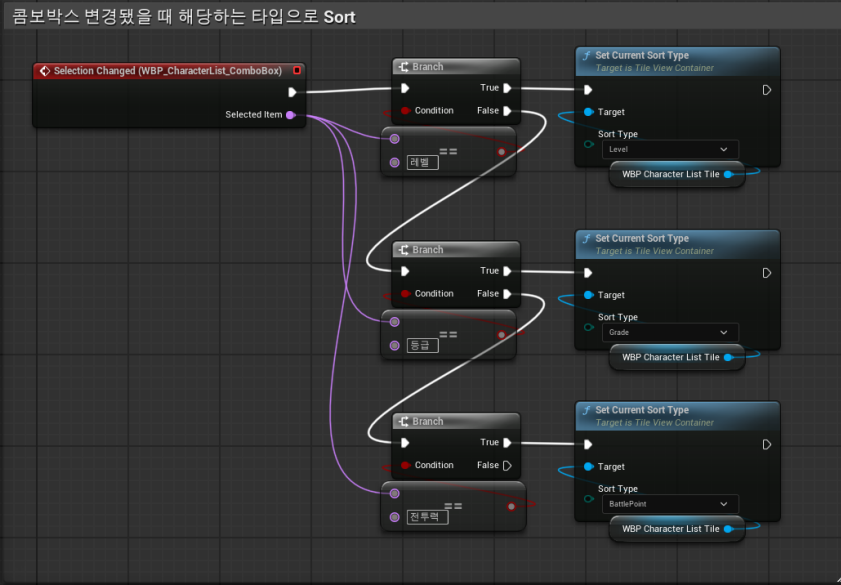 콤보박스 변경됐을 때 해당하는 타입으로 Sort
Selection Changed (WBP_CharacterList_ComboBox)
Selected Item
Branch
True
Condition
False
==
레벨
Set Current Sort Type
Target is Tile View Container
Target
Sort Type
Level
WBP Character List Tile
Branch
True
Condition
False
==
등급
Set Current Sort Type
Target is Tile View Container
Target
Sort Type
Grade
WBP Character List Tile
Branch
True
Condition
False
==
전투력
Set Current Sort Type
Target is Tile View Container
Target
Sort Type
BattlePoint
WBP Character List Tile